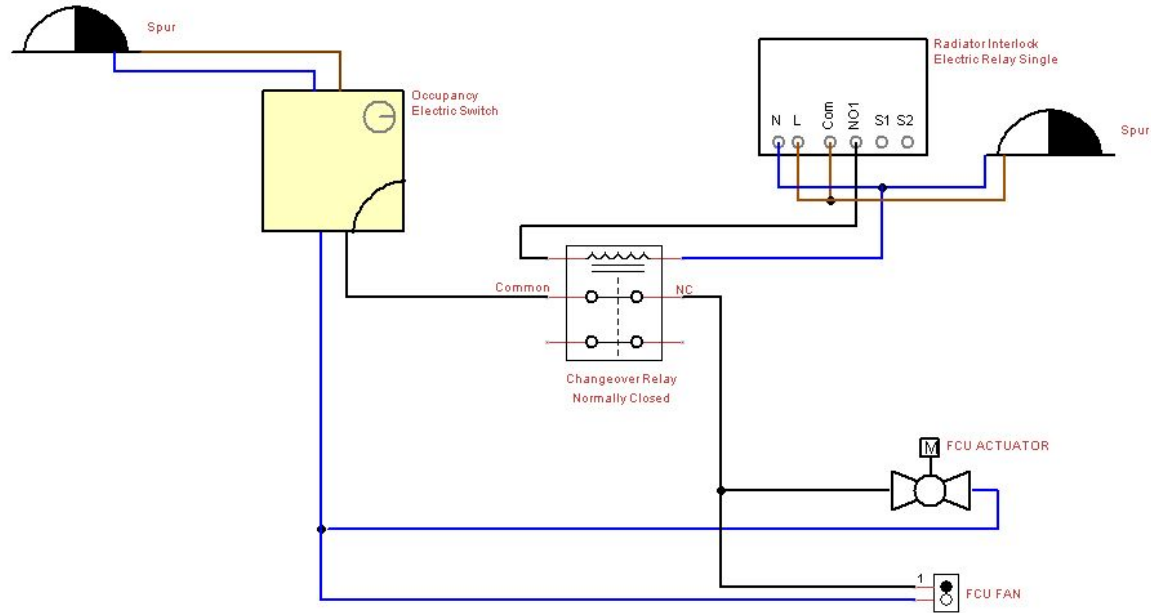 Spur
Radiator Interlock
Electric Relay Single
Occupancy
Electric Switch
N L Com NO1 S1 S2
Spur
Common
NC
Changeover Relay
Normally Closed
M
FCU ACTUATOR
1
FCU FAN